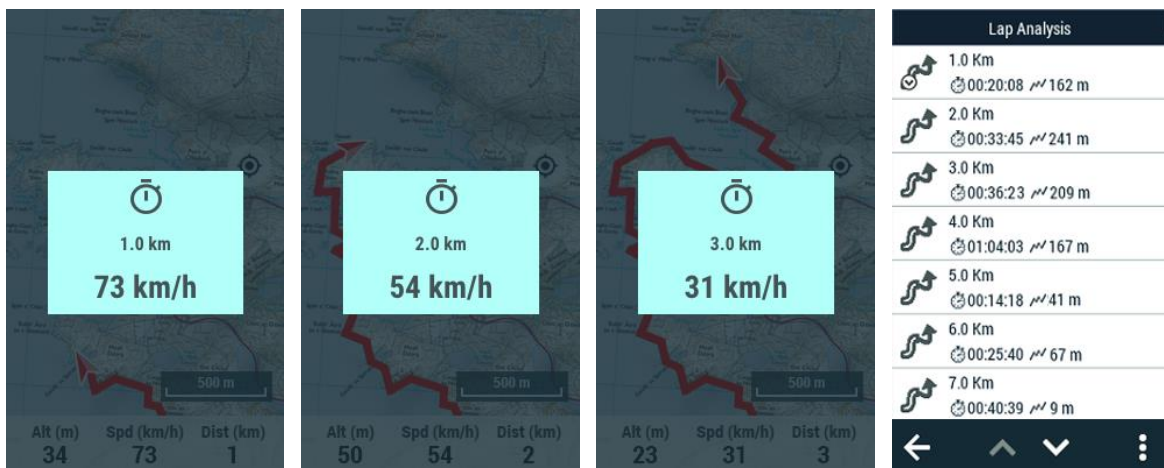 1.0 km
73 km/h
500 m
Alt (m) Spd (km/h) Dist (km)
34 73 1
2.0 km
54 km/h
500 m
Alt (m) Spd (km/h) Dist (km)
50 54 2
3.0 km
31 km/h
500 m
Alt (m) Spd (km/h) Dist (km)
23 31 3
Lap Analysis
1.0 Km
00:20:08 162 m
2.0 Km
00:33:45 241 m
3.0 Km
00:36:23 209 m
4.0 Km
01:04:03 167 m
5.0 Km
00:14:18 41 m
6.0 Km
00:25:40 67 m
7.0 Km
00:40:39 9 m